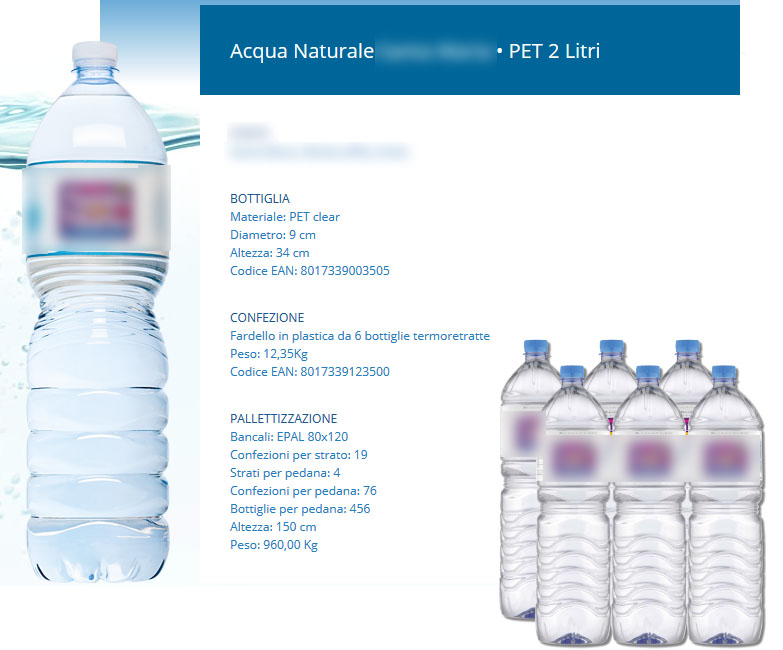 Acqua Naturale • PET 2 Litri
BOTTIGLIA
Materiale: PET clear
Diametro: 9 cm
Altezza: 34 cm
Codice EAN: 8017339003505
CONFEZIONE
Fardello in plastica da 6 bottiglie termoretratte
Peso: 12,35Kg
Codice EAN: 8017339123500
PALLETTIZZAZIONE
Bancali: EPAL 80x120
Confezioni per strato: 19
Strati per pedana: 4
Confezioni per pedana: 76
Bottiglie per pedana: 456
Altezza: 150 cm
Peso: 960,00 Kg